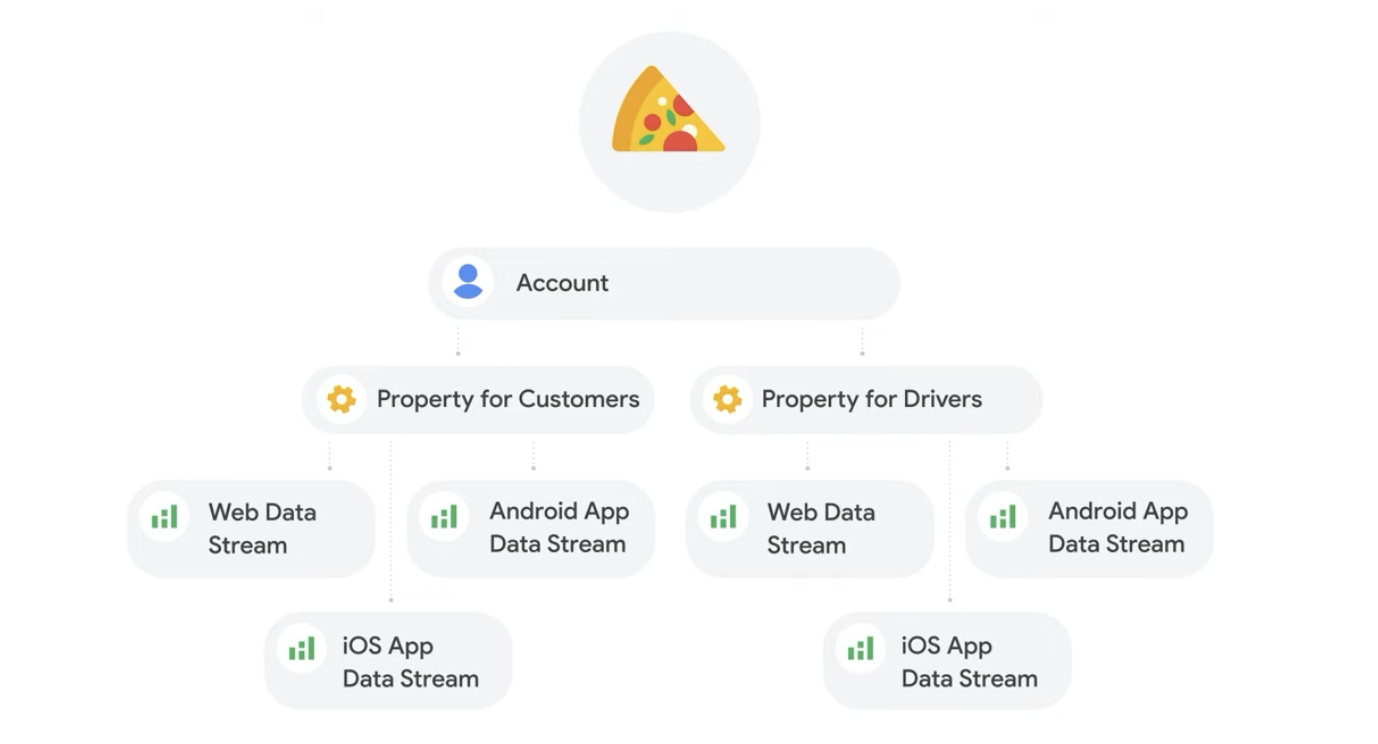 Account
Property for Customers
Property for Drivers
Web Data
Stream
Android App
Data Stream
Web Data
Stream
Android App
Data Stream
iOS App
Data Stream
iOS App
Data Stream